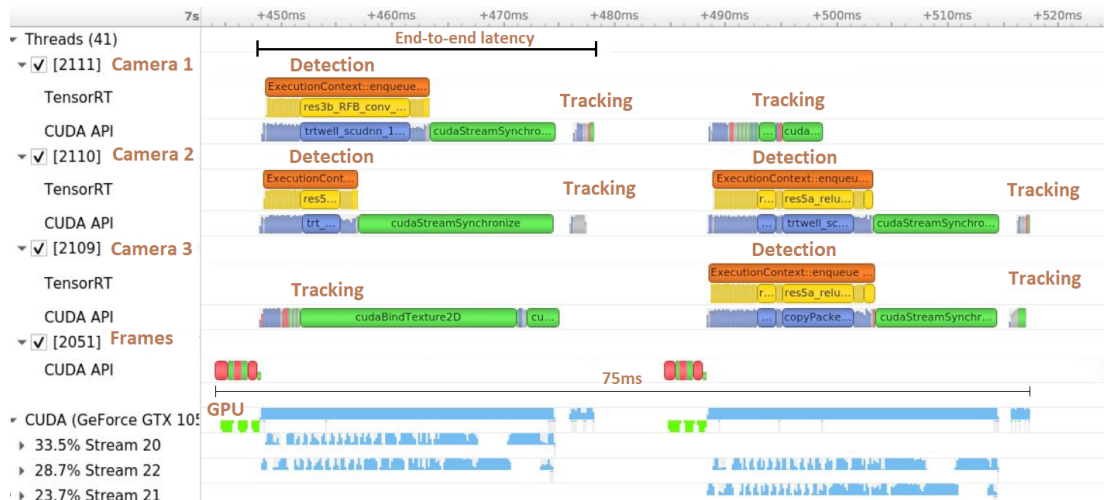 7s +450ms +460ms +470ms +480ms +490ms +500ms +510ms +520ms
End-to-end latency
Threads (41)
[2111] Camera 1 Detection
ExecutionContext::enqueue...
TensorRT res3b_RFB_conv_... Tracking Tracking
CUDA API trtwell_scudnn_1... cudaStreamSynchro... ... cuda...
[2110] Camera 2 Detection Detection
ExecutionCont... ExecutionContext::enqueu...
TensorRT res5... Tracking r... res5a_relu... Tracking
CUDA API trt_... cudaStreamSynchronize ... trtwell_sc... cudaStreamSynchro...
[2109] Camera 3 Detection
ExecutionContext::enqueue ...
TensorRT Tracking r... res5a_relu... Tracking
CUDA API cudaBindTexture2D cu... ... copyPacke... cudaStreamSynchr...
[2051] Frames
CUDA API
75ms
GPU
CUDA (GeForce GTX 105
33.5% Stream 20
28.7% Stream 22
23.7% Stream 21